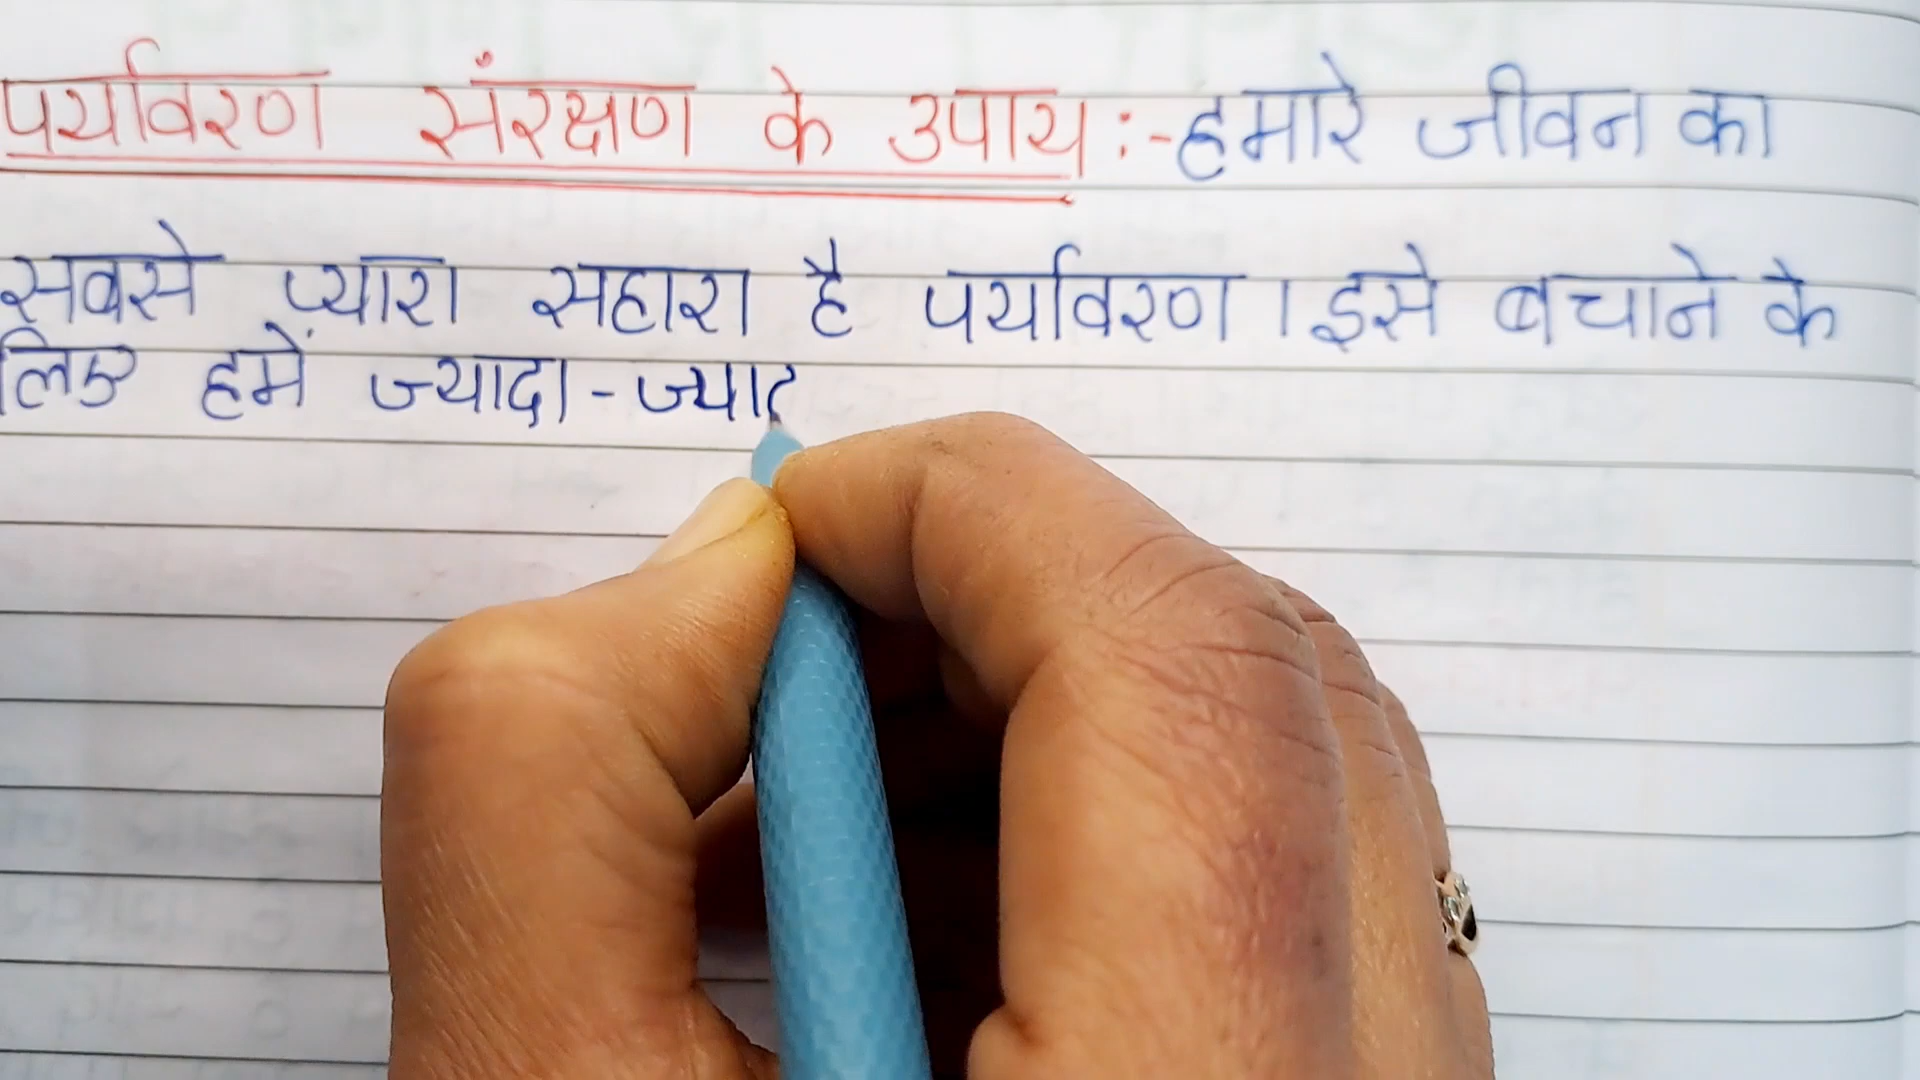 पर्यावरण संरक्षण के उपाय :- हमारे जीवन का
सबसे प्यारा सहारा है पर्यावरण । इसे बचाने के
लिए हमें ज्यादा - ज्याद